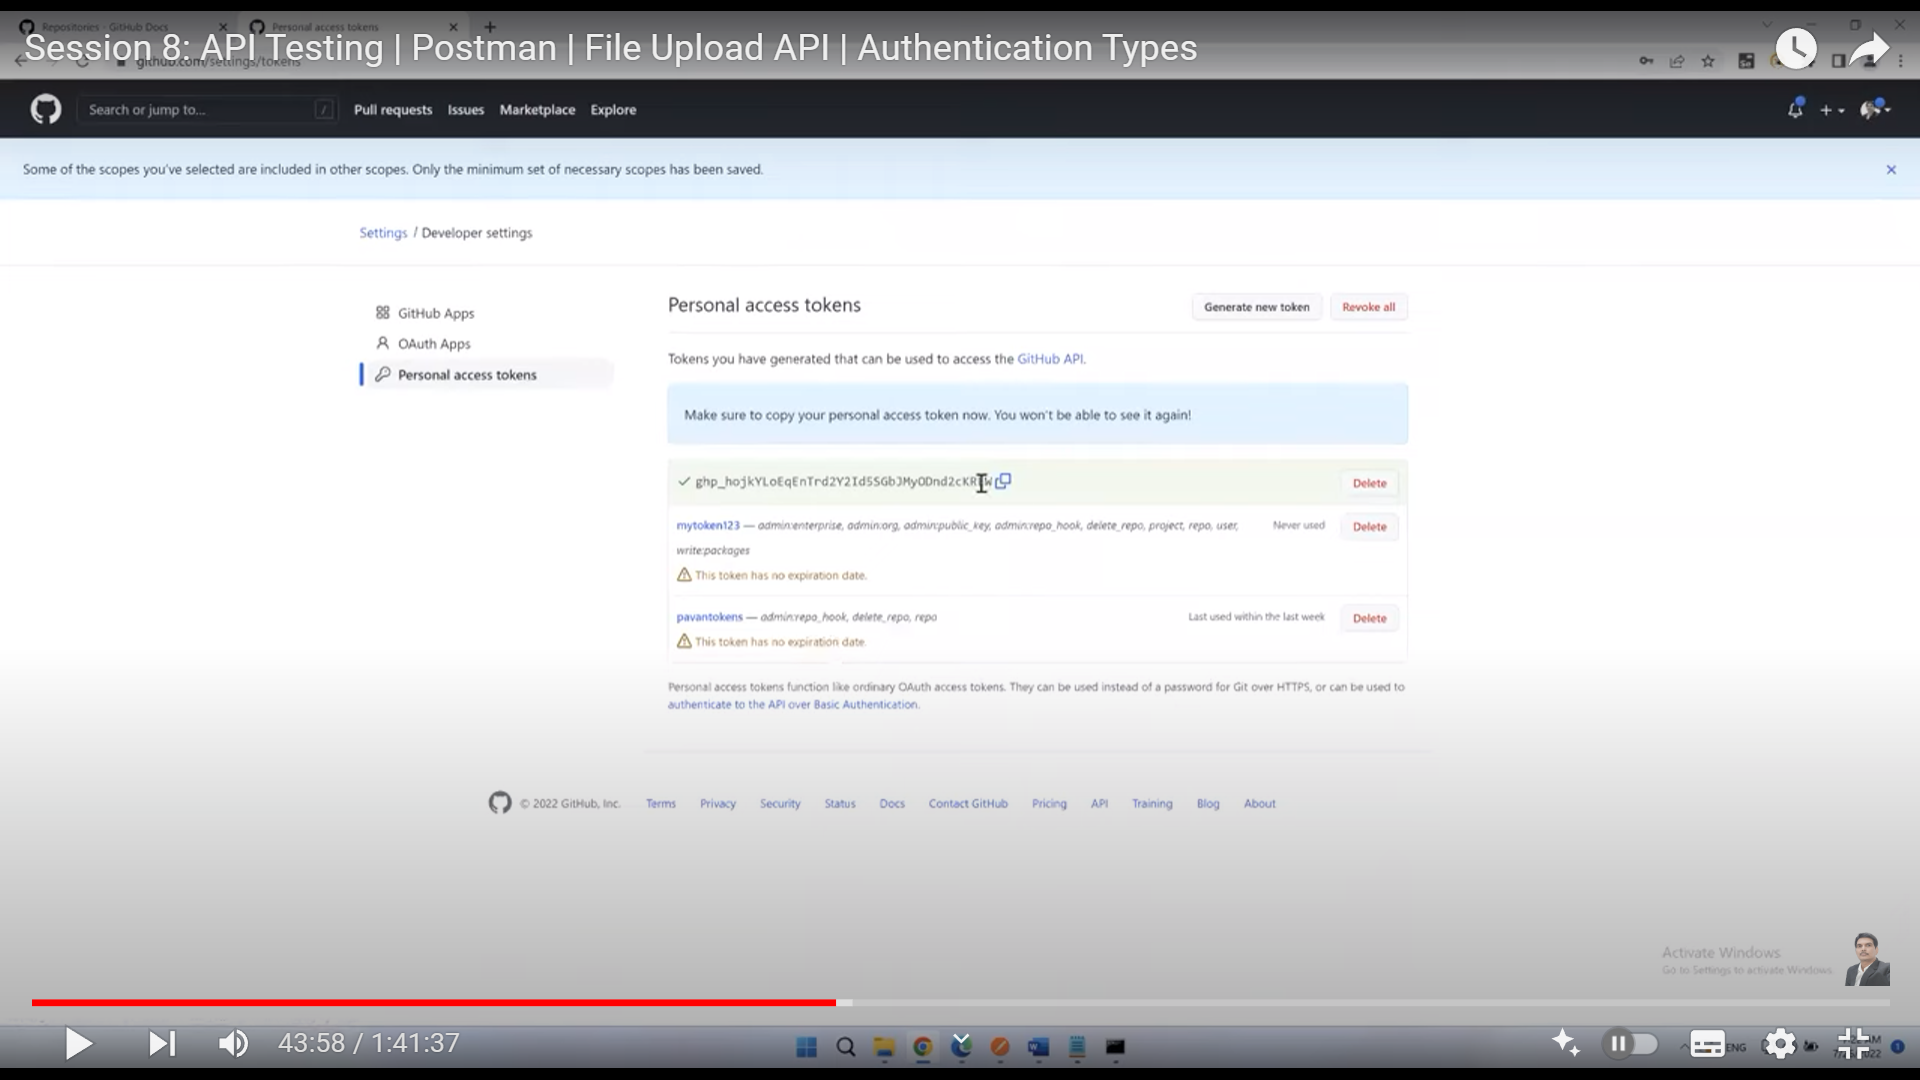 Repositories - GitHub Docs
Personal access tokens
Session 8: API Testing | Postman | File Upload API | Authentication Types
github.com/settings/tokens
Search or jump to...
/
Pull requests
Issues
Marketplace
Explore
Some of the scopes you've selected are included in other scopes. Only the minimum set of necessary scopes has been saved.
Settings / Developer settings
GitHub Apps
OAuth Apps
Personal access tokens
Personal access tokens
Generate new token
Revoke all
Tokens you have generated that can be used to access the GitHub API.
Make sure to copy your personal access token now. You won't be able to see it again!
Delete
mytoken123 — admin:enterprise, admin:org, admin:public_key, admin:repo_hook, delete_repo, project, repo, user,
write:packages
Never used
Delete
This token has no expiration date.
pavantokens — admin:repo_hook, delete_repo, repo
Last used within the last week
Delete
This token has no expiration date.
Personal access tokens function like ordinary OAuth access tokens. They can be used instead of a password for Git over HTTPS, or can be used to
authenticate to the API over Basic Authentication.
© 2022 GitHub, Inc.
Terms
Privacy
Security
Status
Docs
Contact GitHub
Pricing
API
Training
Blog
About
Activate Windows
Go to Settings to activate Windows.
43:58 / 1:41:37
ENG